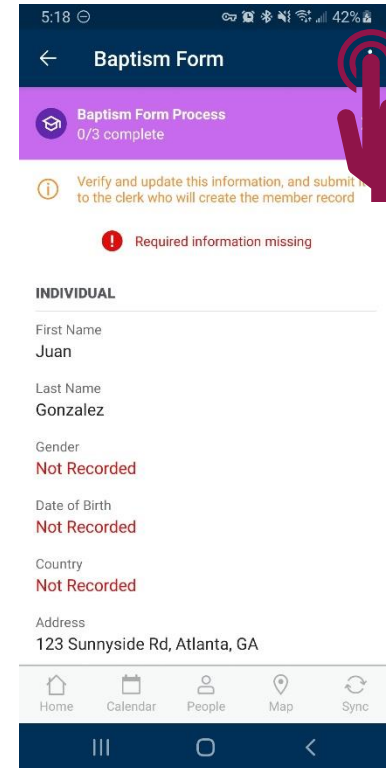 5:18
42%
Baptism Form
Baptism Form Process
0/3 complete
Verify and update this information, and submit
to the clerk who will create the member record
Required information missing
INDIVIDUAL
First Name
Juan
Last Name
Gonzalez
Gender
Not Recorded
Date of Birth
Not Recorded
Country
Not Recorded
Address
123 Sunnyside Rd, Atlanta, GA
Home Calendar People Map Sync